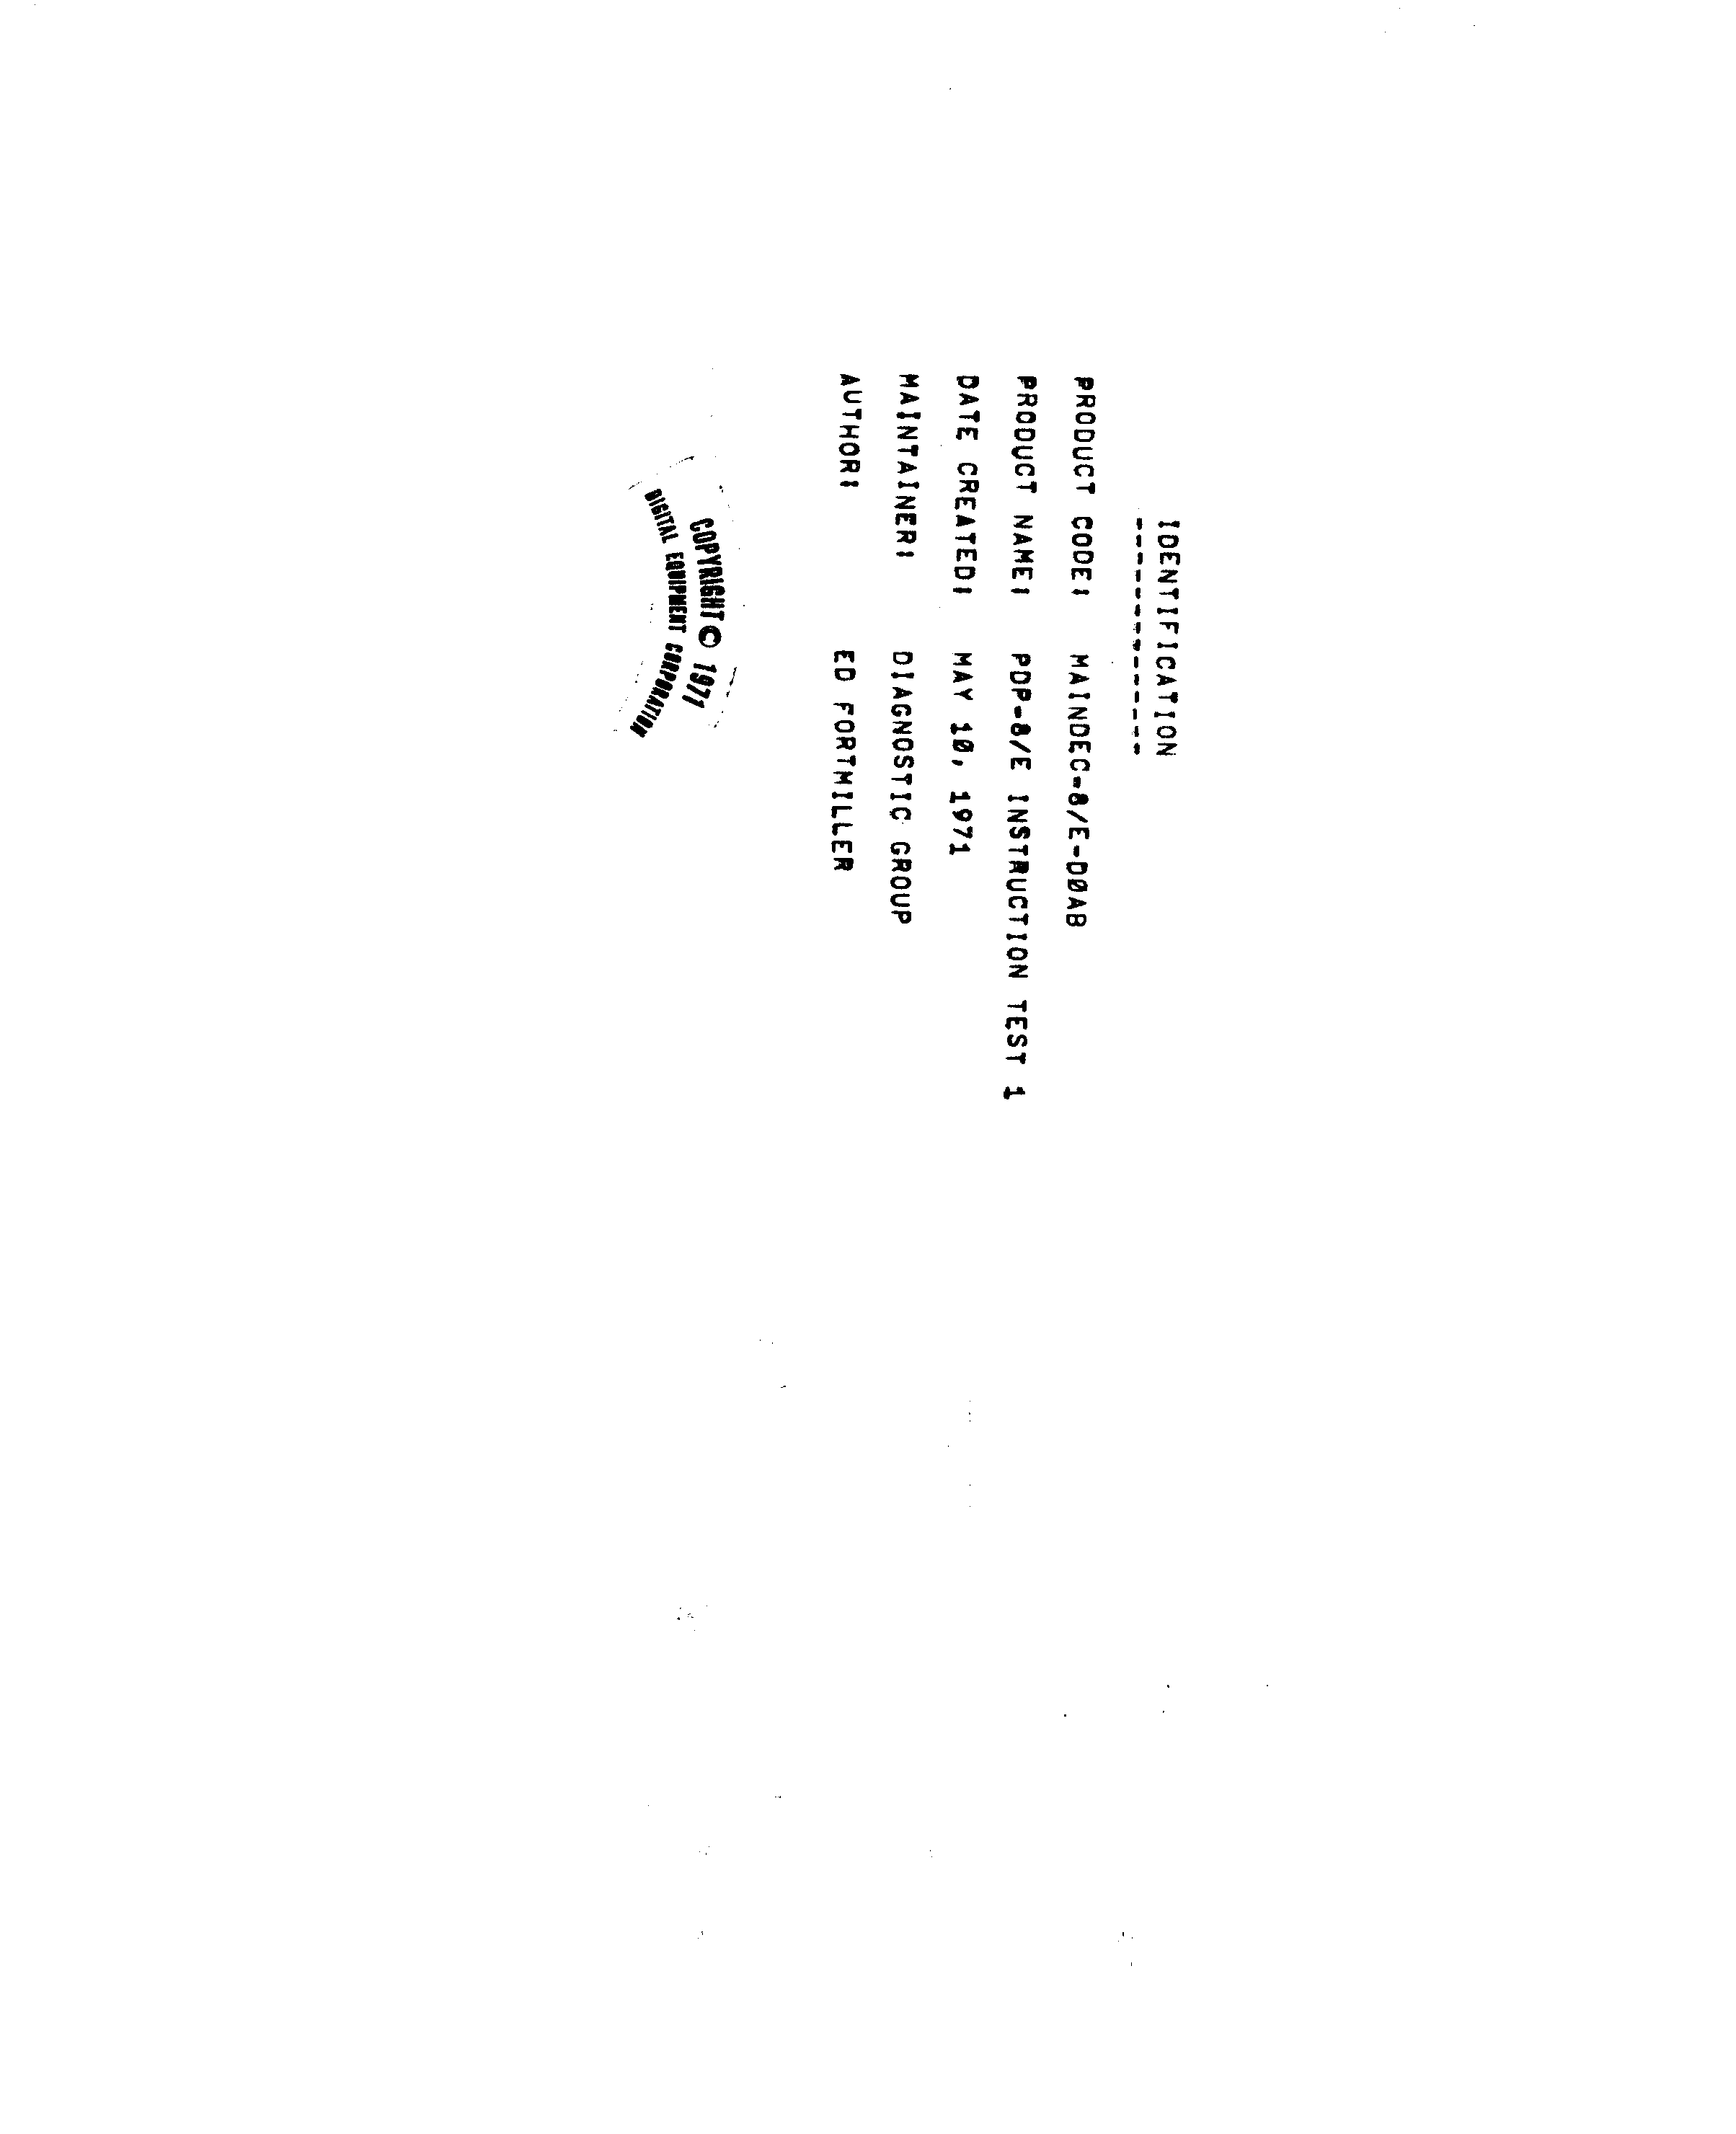 IDENTIFICATION
--------------
PRODUCT CODE: MAINDEC-8/E-D0AB
PRODUCT NAME: PDP-8/E INSTRUCTION TEST 1
DATE CREATED: MAY 10, 1971
MAINTAINER: DIAGNOSTIC GROUP
AUTHOR: ED FORTMILLER
COPYRIGHT © 1971
DIGITAL EQUIPMENT CORPORATION